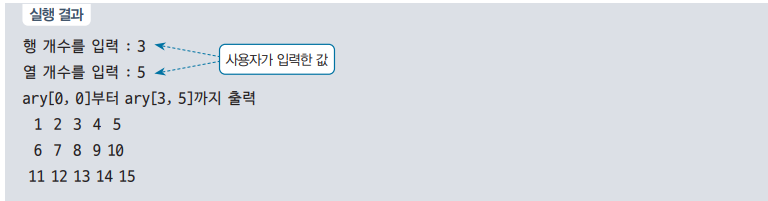 실행 결과
행 개수를 입력 : 3
사용자가 입력한 값
열 개수를 입력 : 5
ary[0, 0]부터 ary[3, 5]까지 출력
1 2 3 4 5
6 7 8 9 10
11 12 13 14 15